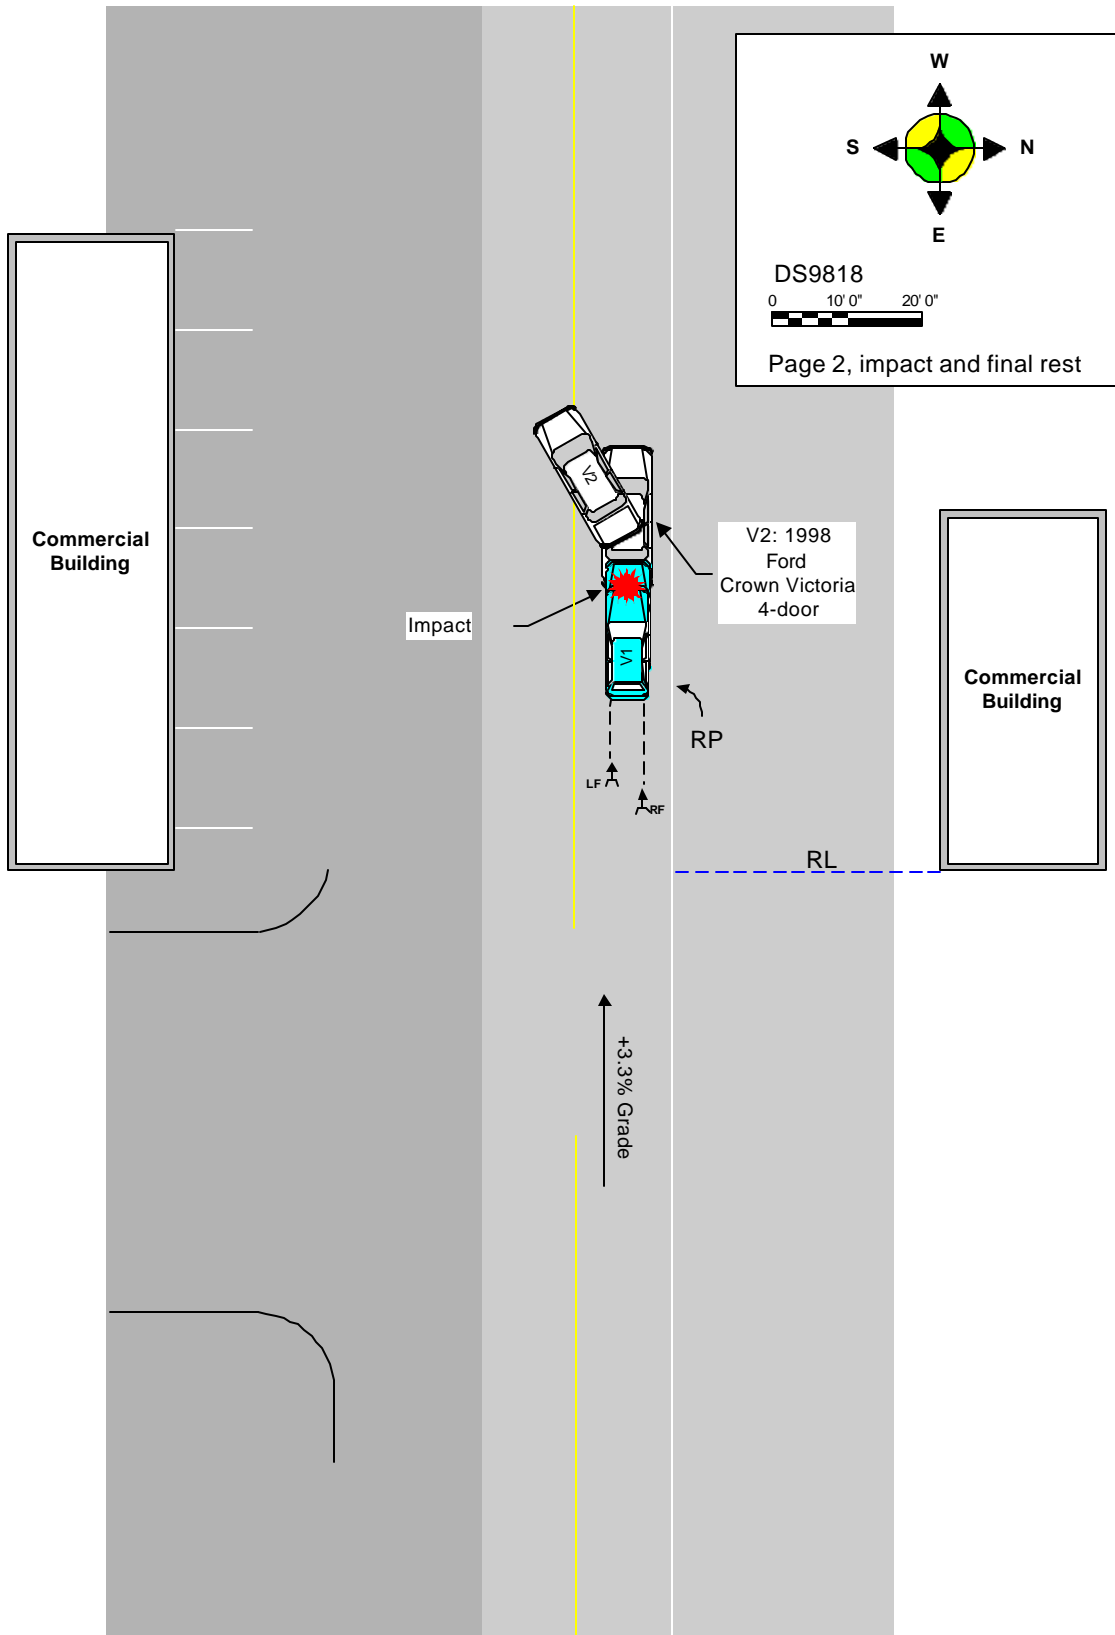 W
S
N
E
DS9818
0 10' 0" 20' 0"
Page 2, impact and final rest
Commercial
Building
V2
V2: 1998
Ford
Crown Victoria
4-door
Impact
V1
Commercial
Building
RP
LF
RF
RL
+3.3% Grade